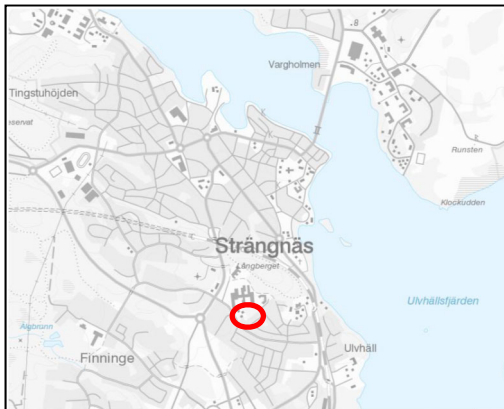 Vargholmen
Tingstuhöjden
Runsten
Klockudden
Strängnäs
Långberget
Ulvhällsfjärden
Ulvhäll
Finninge